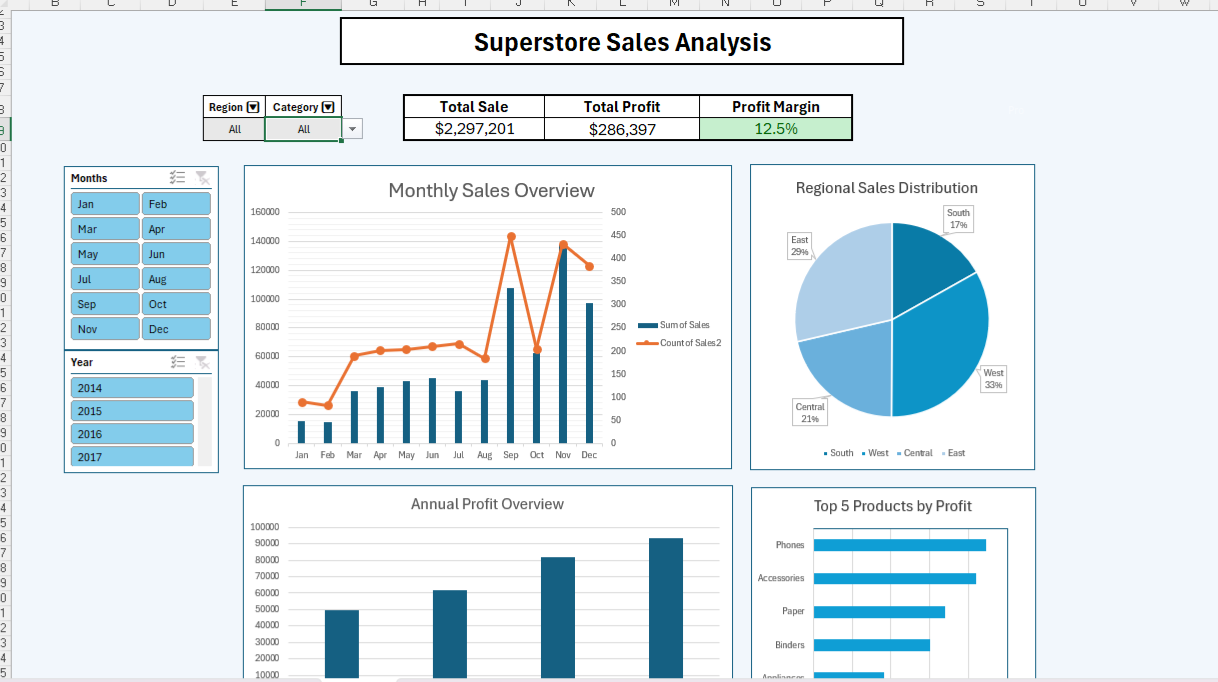 B C D E F G H I J K L M N O P Q R S T U V W
Superstore Sales Analysis
Region Category
All All
Total Sale Total Profit Profit Margin
$2,297,201 $286,397 12.5%
Months
Jan Feb
Mar Apr
May Jun
Jul Aug
Sep Oct
Nov Dec
Year
2014
2015
2016
2017
Monthly Sales Overview
160000 500
140000 450
120000 400
100000 350
80000 300
60000 250
40000 200
20000 150
0 100
50
0
Jan Feb Mar Apr May Jun Jul Aug Sep Oct Nov Dec
Sum of Sales
Count of Sales2
Regional Sales Distribution
South
17%
East
29%
West
33%
Central
21%
South West Central East
Annual Profit Overview
100000
90000
80000
70000
60000
50000
40000
30000
20000
10000
Top 5 Products by Profit
Phones
Accessories
Paper
Binders
Appliances